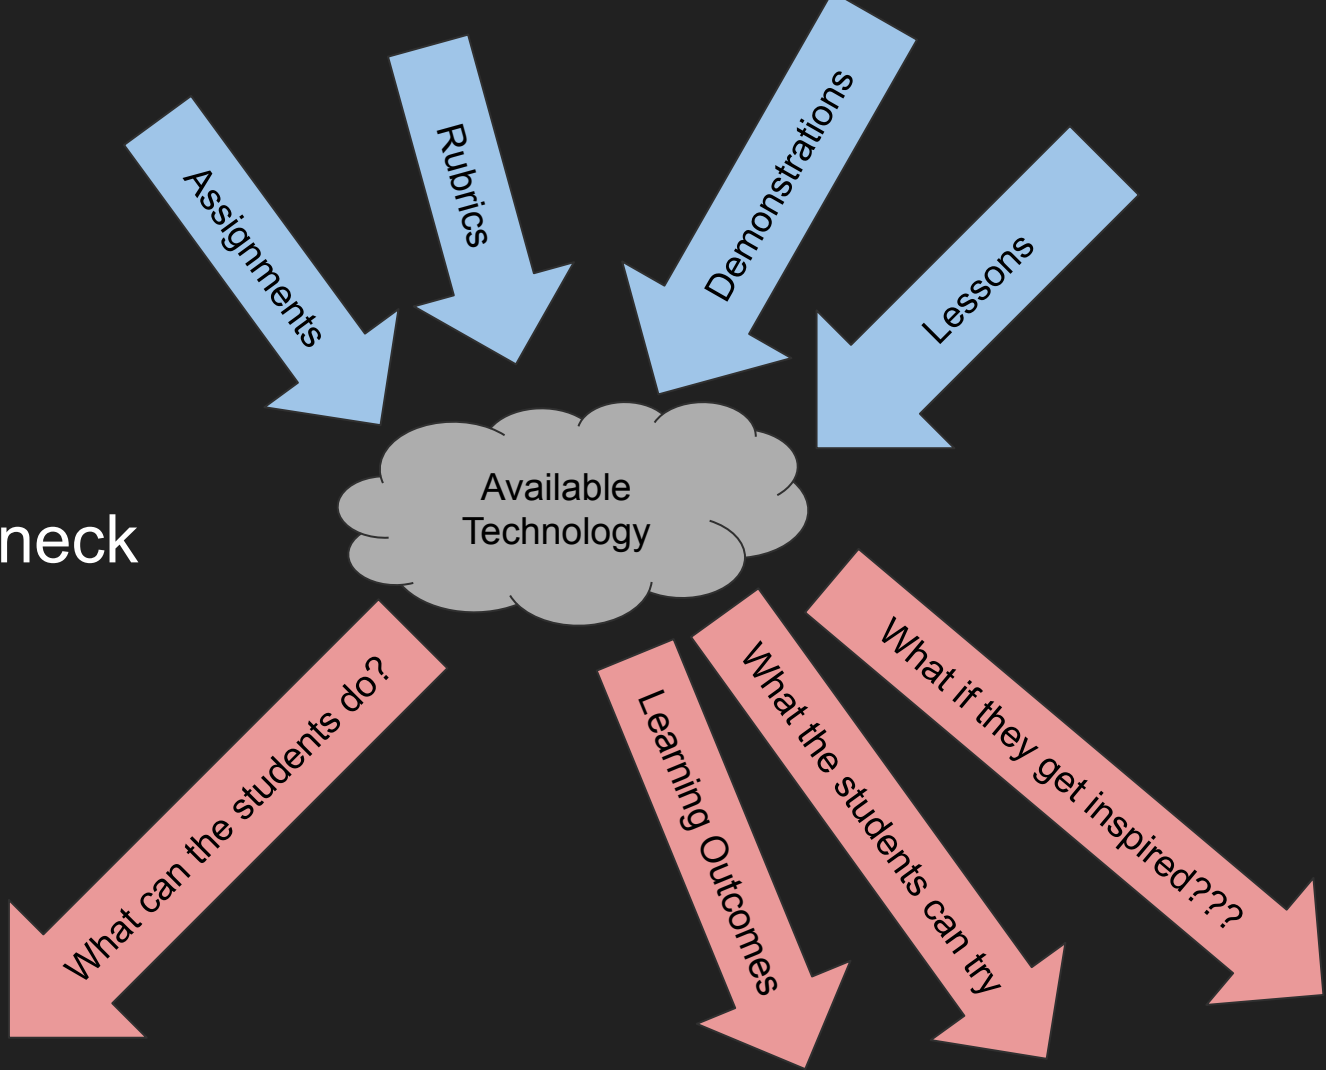 Assignments
Rubrics
Demonstrations
Lessons
Available
Technology
neck
What can the students do?
Learning Outcomes
What the students can try
What if they get inspired???